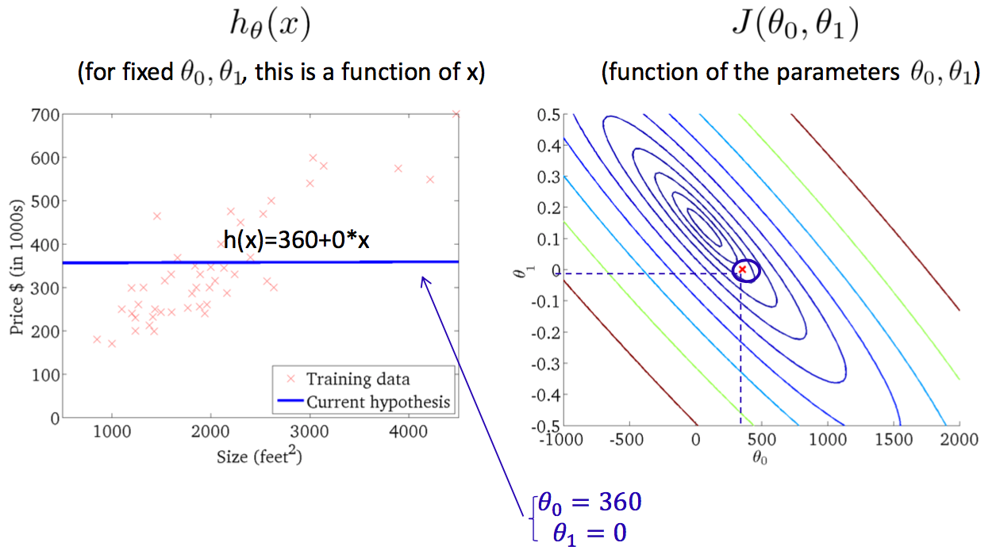 hθ(x)
(for fixed θ₀, θ₁, this is a function of x)
700
600
500
400
300
200
100
0
Price $ (in 1000s)
h(x)=360+0*x
Training data
Current hypothesis
1000
2000
3000
4000
Size (feet²)
J(θ₀, θ₁)
(function of the parameters θ₀, θ₁)
0.5
0.4
0.3
0.2
0.1
0
-0.1
-0.2
-0.3
-0.4
-0.5
θ₁
-1000
-500
0
500
1000
1500
2000
θ₀
θ₀ = 360
θ₁ = 0